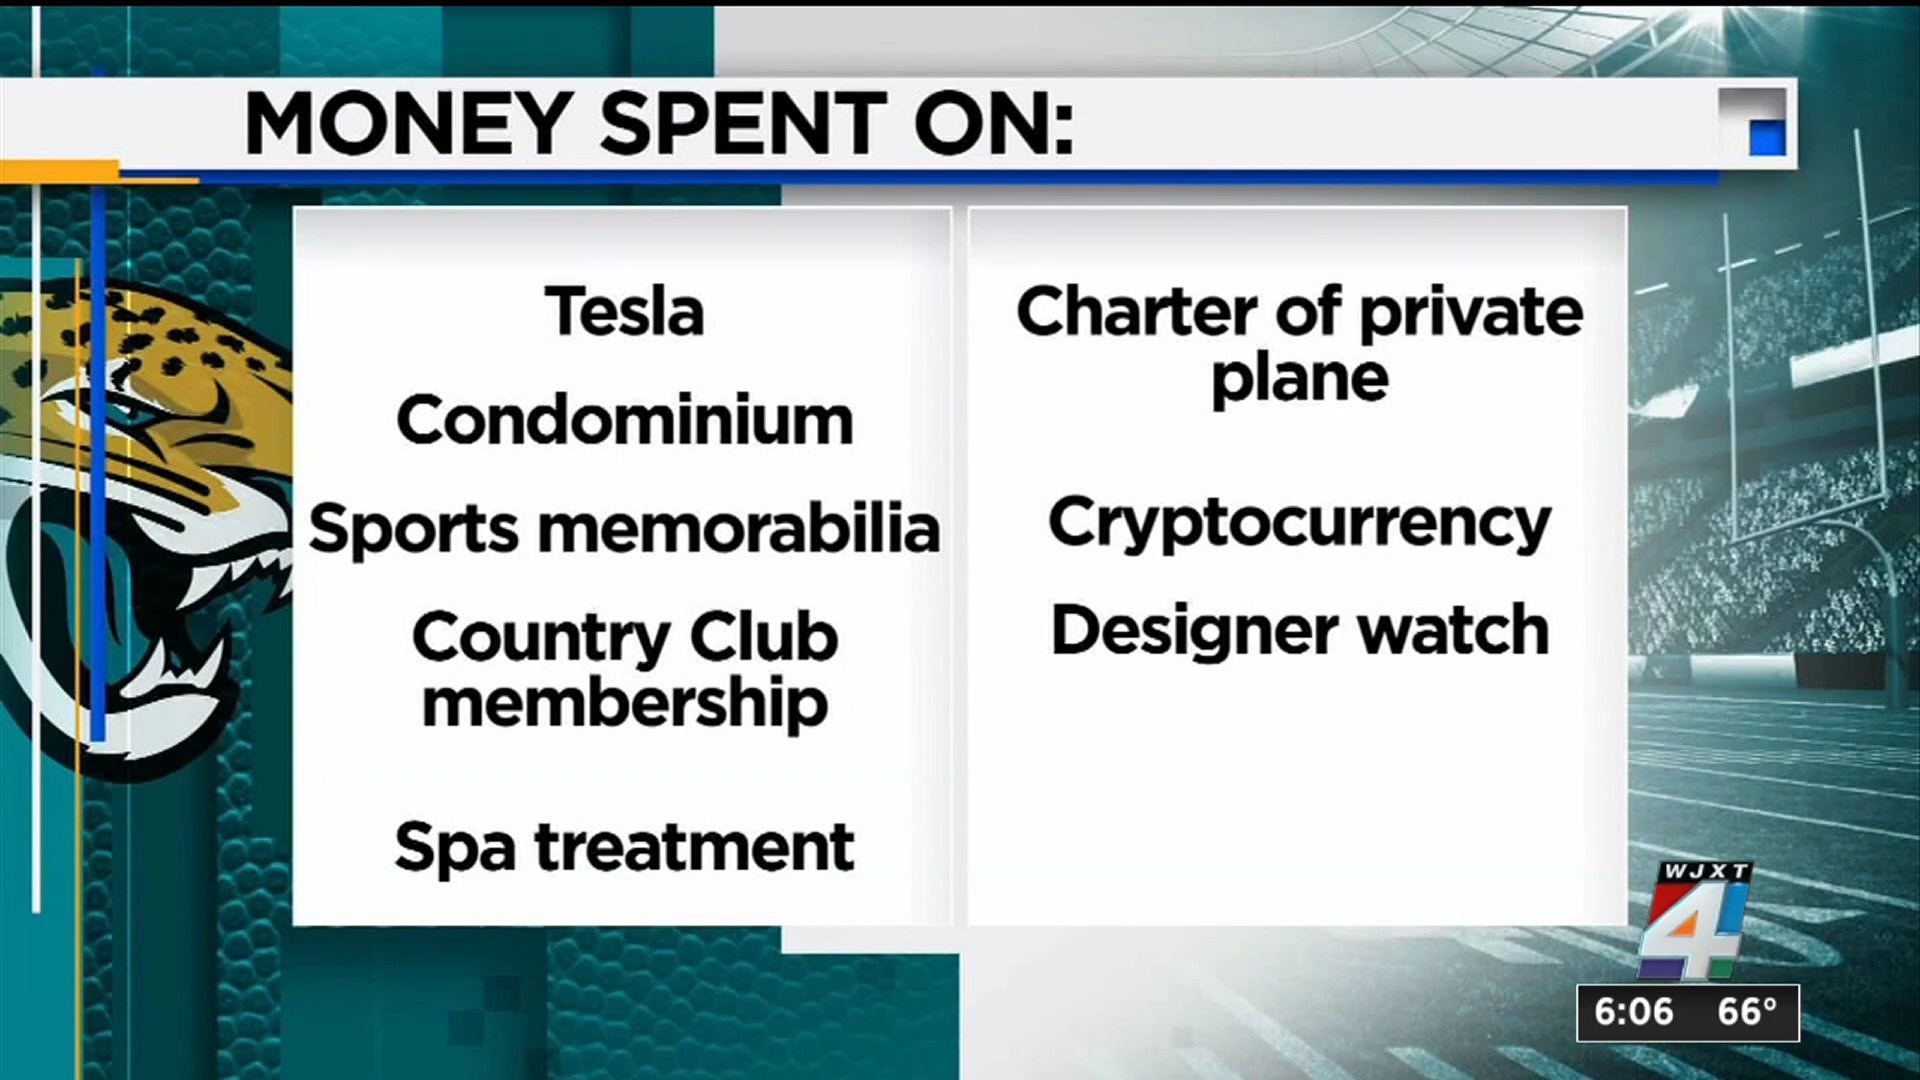 MONEY SPENT ON:
Tesla
Condominium
Sports memorabilia
Country Club
membership
Spa treatment
Charter of private
plane
Cryptocurrency
Designer watch
WJXT
4
6:06 66°